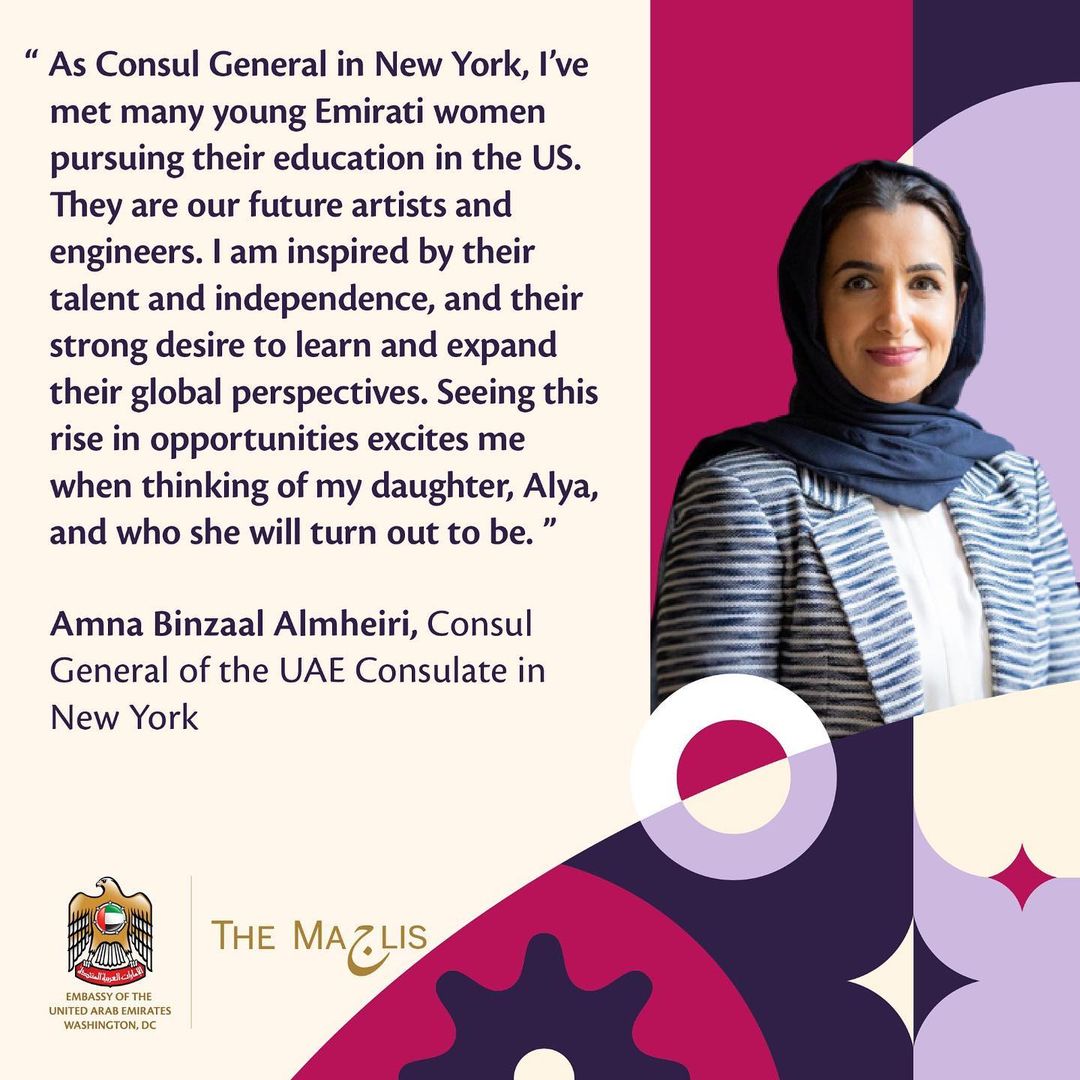 “ As Consul General in New York, I’ve
met many young Emirati women
pursuing their education in the US.
They are our future artists and
engineers. I am inspired by their
talent and independence, and their
strong desire to learn and expand
their global perspectives. Seeing this
rise in opportunities excites me
when thinking of my daughter, Alya,
and who she will turn out to be. ”
Amna Binzaal Almheiri, Consul
General of the UAE Consulate in
New York
الإمارات العربية المتحدة
EMBASSY OF THE
UNITED ARAB EMIRATES
WASHINGTON, DC
THE MAجLIS